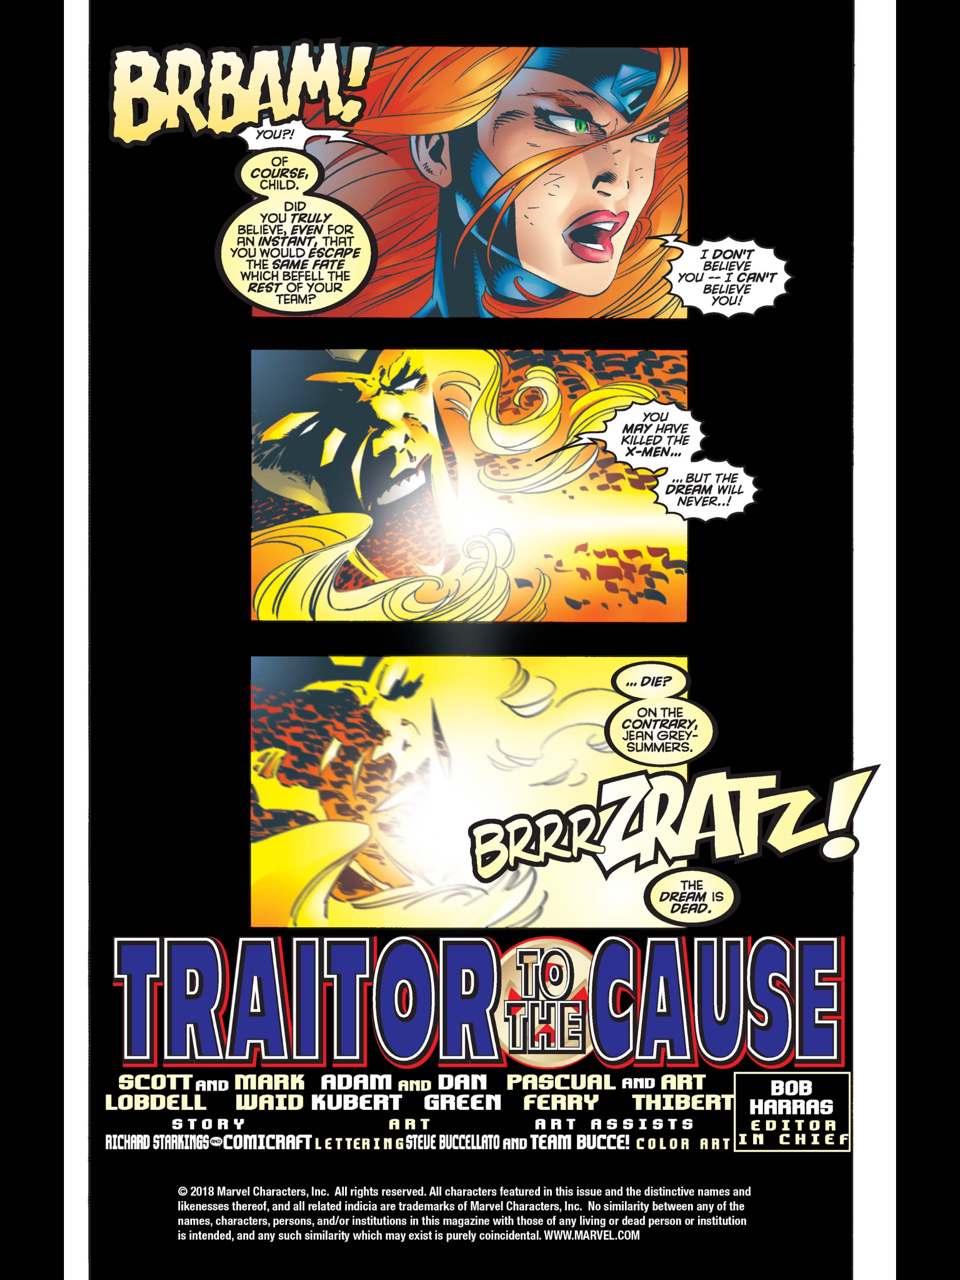 BRBAM!
YOU?!
OF
COURSE,
CHILD.
DID
YOU TRULY
BELIEVE, EVEN FOR
AN INSTANT, THAT
YOU WOULD ESCAPE
THE SAME FATE
WHICH BEFELL THE
REST OF YOUR
TEAM?
I DON'T
BELIEVE
YOU -- I CAN'T
BELIEVE
YOU!
YOU
MAY HAVE
KILLED THE
X-MEN...
...BUT THE
DREAM WILL
NEVER..!
... DIE?
ON THE
CONTRARY,
JEAN GREY-
SUMMERS.
BRRRZRATZ!
THE
DREAM IS
DEAD.
TRAITOR TO THE CAUSE
SCOTT AND MARK
LOBDELL WAID
STORY
ADAM AND DAN
KUBERT GREEN
ART
PASCUAL AND ART
FERRY THIBERT
ART ASSISTS
BOB
HARRAS
EDITOR
IN CHIEF
RICHARD STARKINGS AND COMICRAFT LETTERING STEVE BUCCELLATO AND TEAM BUCCE! COLOR ART
© 2018 Marvel Characters, Inc. All rights reserved. All characters featured in this issue and the distinctive names and
likenesses thereof, and all related indicia are trademarks of Marvel Characters, Inc. No similarity between any of the
names, characters, persons, and/or institutions in this magazine with those of any living or dead person or institution
is intended, and any such similarity which may exist is purely coincidental. WWW.MARVEL.COM